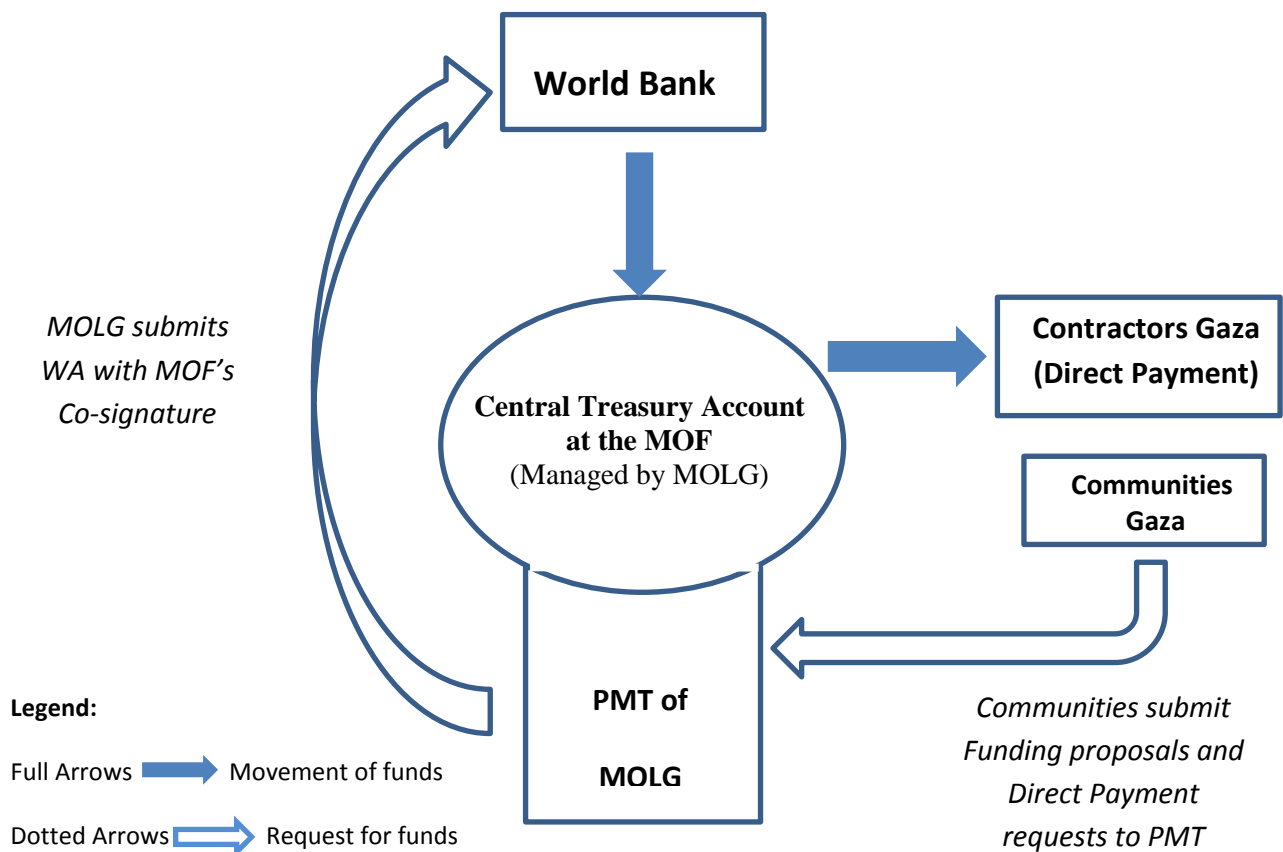 World Bank
MOLG submits
WA with MOF’s
Co-signature
Central Treasury Account
at the MOF
(Managed by MOLG)
Contractors Gaza
(Direct Payment)
Communities
Gaza
PMT of
MOLG
Communities submit
Funding proposals and
Direct Payment
requests to PMT
Legend:
Full Arrows Movement of funds
Dotted Arrows Request for funds